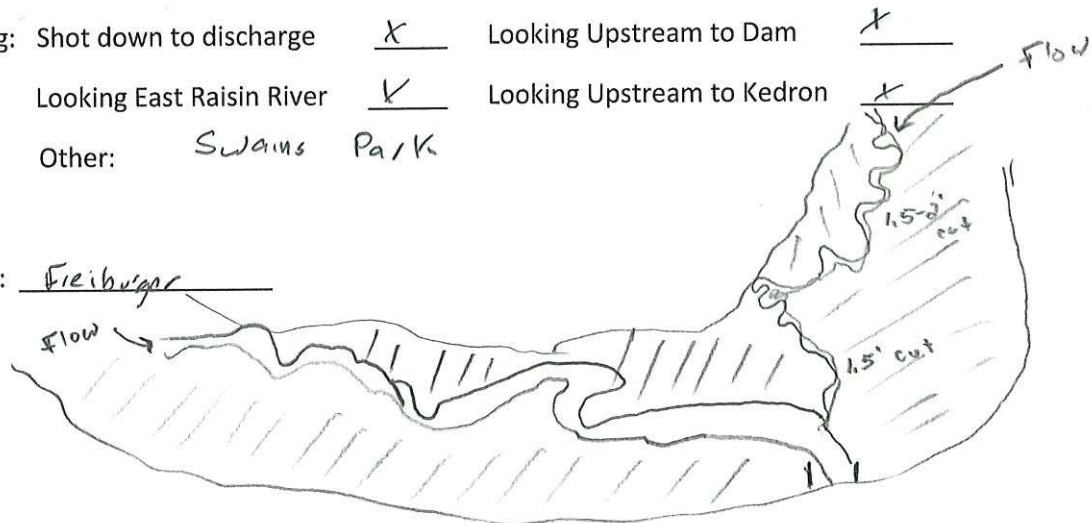 g: Shot down to discharge X Looking Upstream to Dam X
Flow
Looking East Raisin River X Looking Upstream to Kedron X
Other: Swains Park
1.5-2' cut
: Freiburger
Flow
1.5' cut